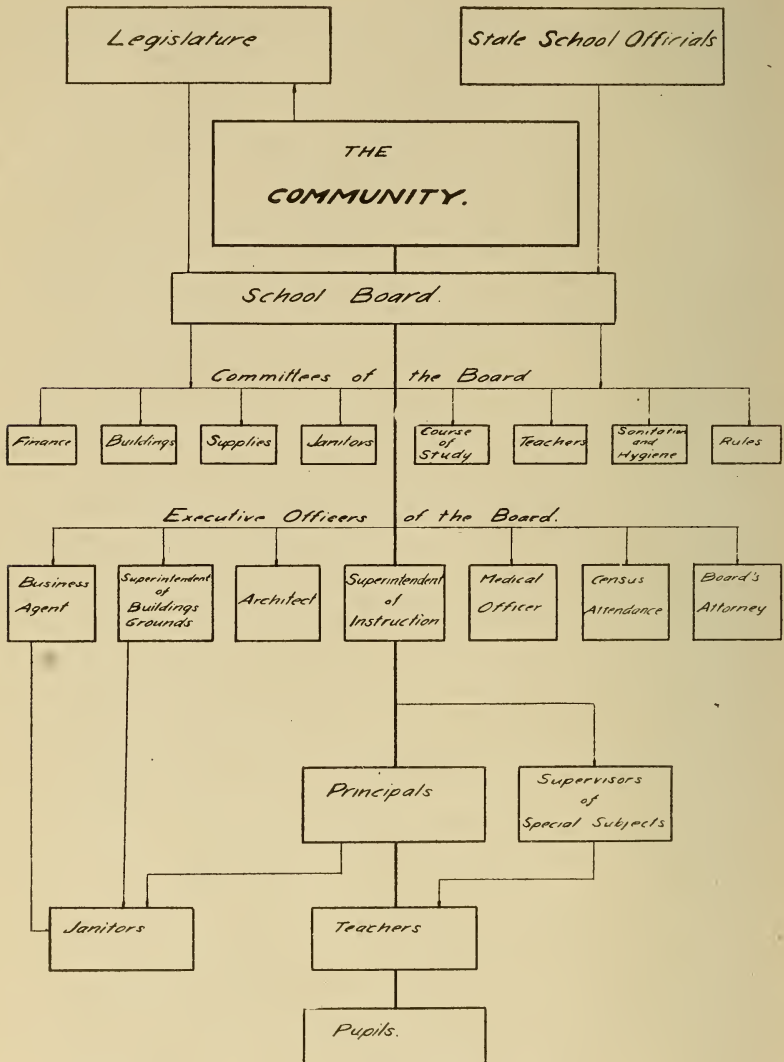 Legislature
State School Officials
THE
COMMUNITY.
School Board.
Committees of the Board
Finance
Buildings
Supplies
Janitors
Course
of
Study
Teachers
Sanitation
and
Hygiene
Rules
Executive Officers of the Board.
Business
Agent
Superintendent
of
Buildings
Grounds
Architect
Superintendent
of
Instruction
Medical
Officer
Census
Attendance
Board's
Attorney
Principals
Supervisors
of
Special Subjects
Janitors
Teachers
Pupils.